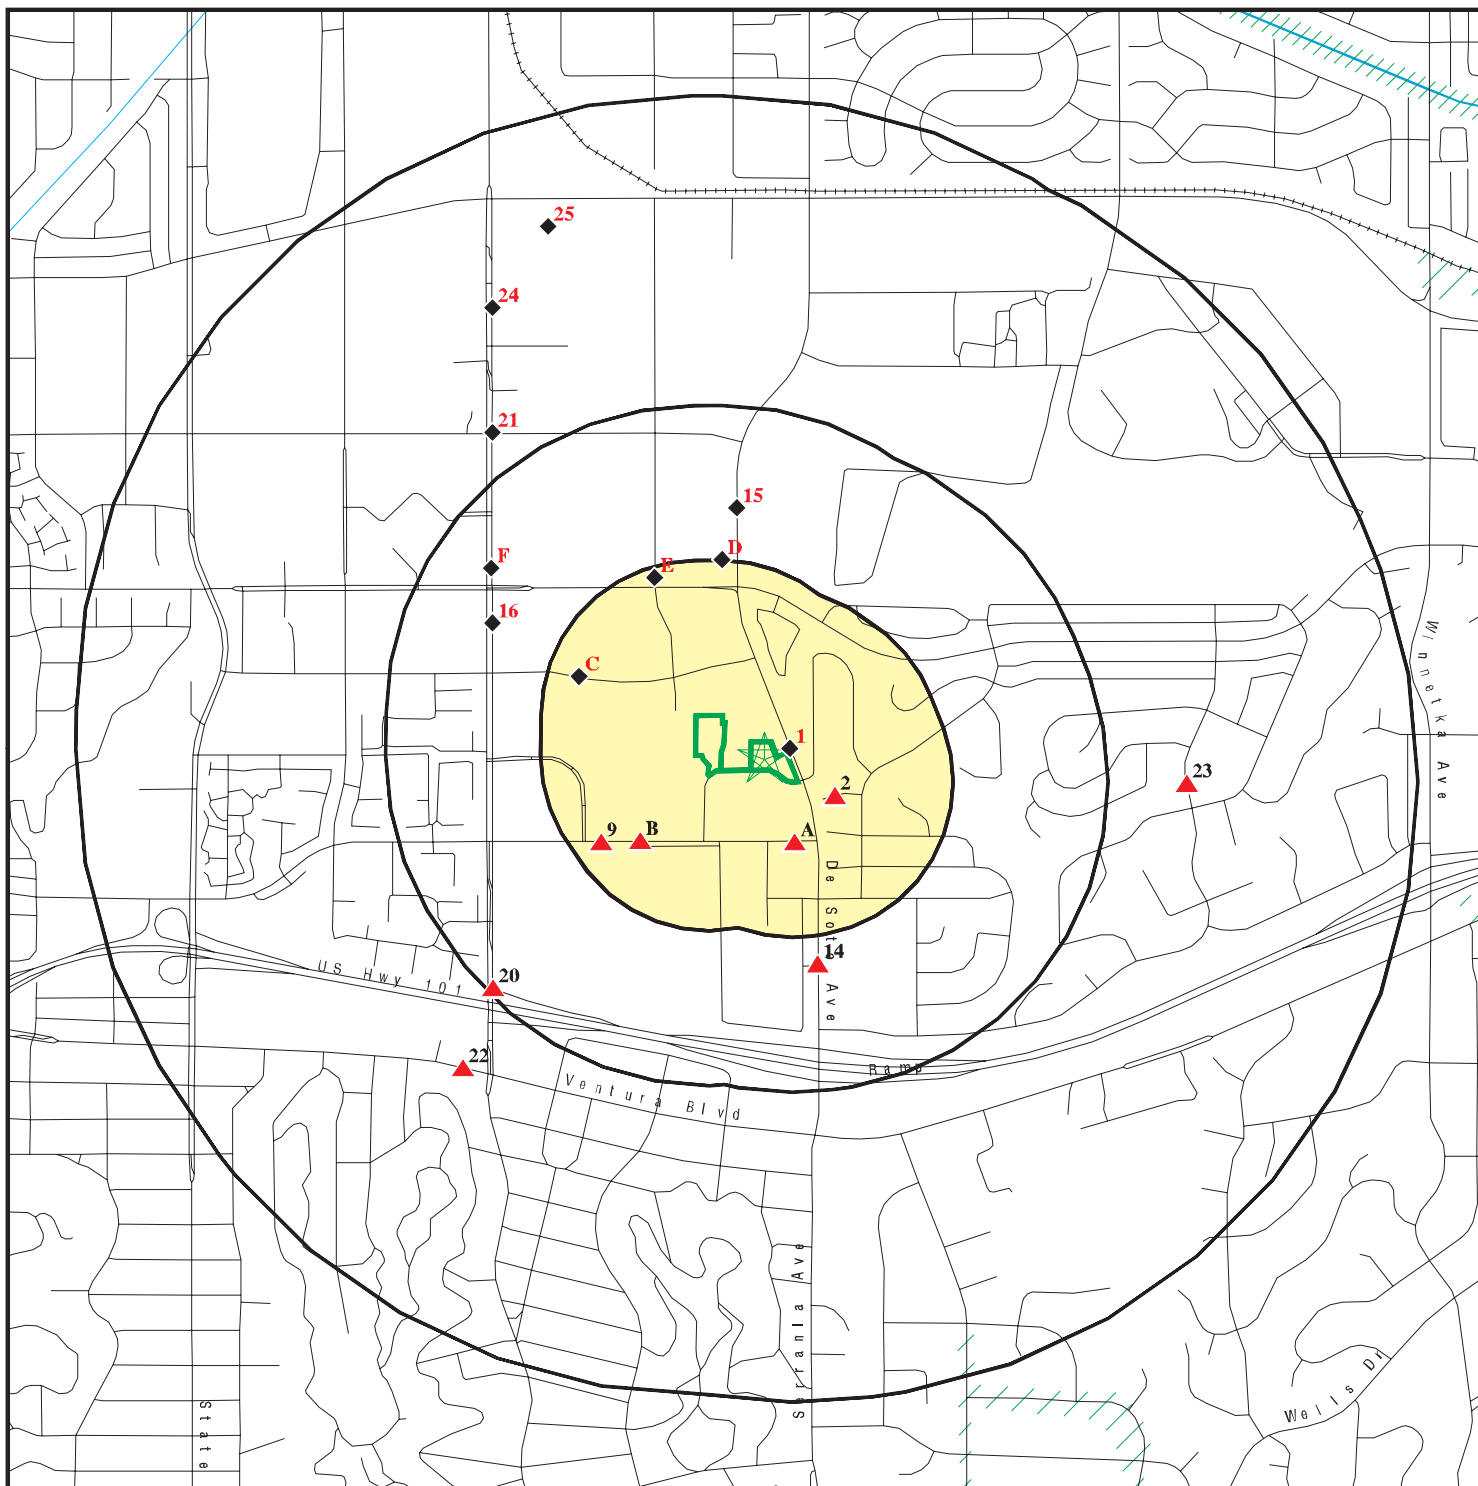 25
24
21
15
F
D
E
16
C
Winnetka Ave
1
2
23
9
B
A
De Soto Ave
14
US Hwy 101
20
22
Ramp
Ventura Blvd
Serrania Ave
Wells Dr
State